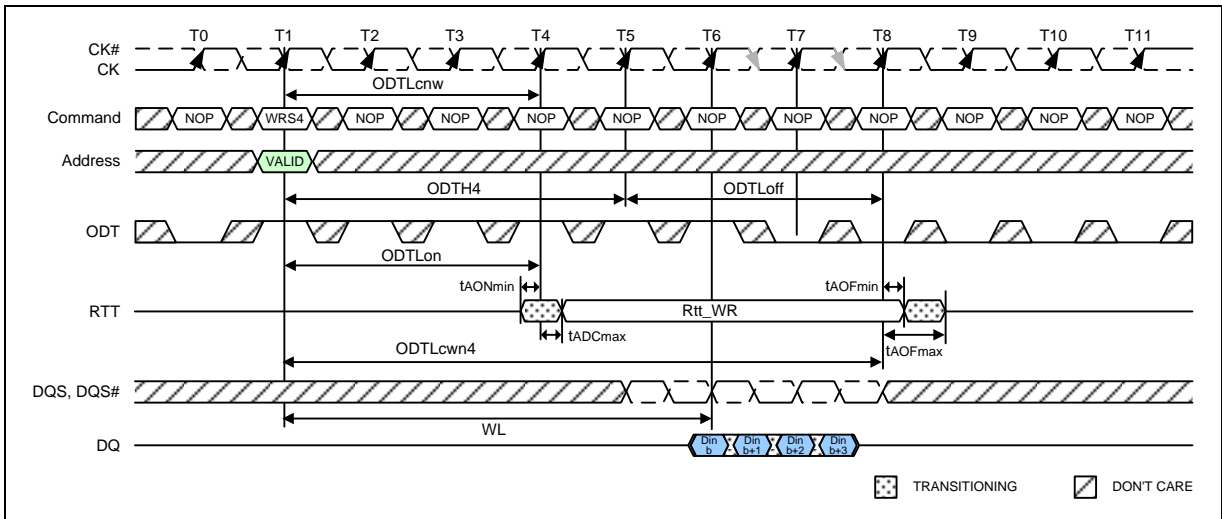 T0 T1 T2 T3 T4 T5 T6 T7 T8 T9 T10 T11
CK#
CK
ODTLcnw
Command NOP WRS4 NOP NOP NOP NOP NOP NOP NOP NOP NOP NOP
Address VALID
ODTH4 ODTLoff
ODT
ODTLon
tAONmin tAOFmin
RTT Rtt_WR
tADCmax
tAOFmax
ODTLcwn4
DQS, DQS#
WL
DQ Din b Din b+1 Din b+2 Din b+3
TRANSITIONING DON'T CARE